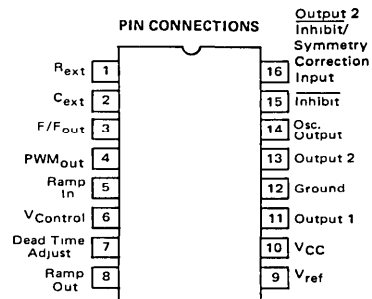 PIN CONNECTIONS
Output 2
Inhibit/
Symmetry
Correction
Input
Rext 1
16
Cext 2
15 Inhibit
F/Fout 3
14 Osc.
Output
PWMout 4
13 Output 2
Ramp
In
5
12 Ground
VControl 6
11 Output 1
Dead Time
Adjust
7
10 VCC
Ramp
Out
8
9 Vref